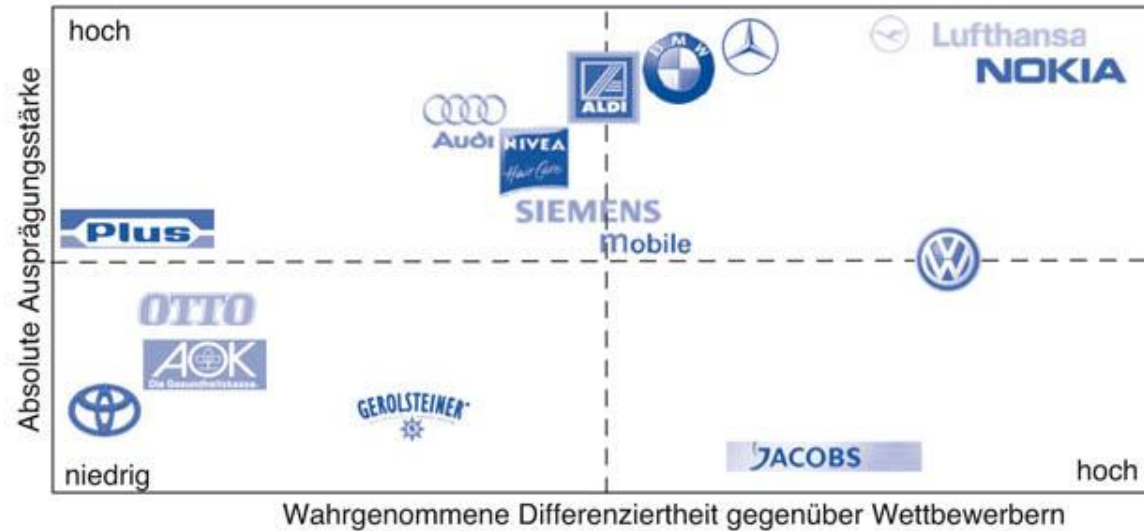 hoch
Absolute Ausprägungsstärke
Lufthansa
NOKIA
BMW
ALDI
Audi
NIVEA
Hair Care
SIEMENS
mobile
Plus
VW
OTTO
AOK
Die Gesundheitskasse.
GEROLSTEINER
JACOBS
niedrig
hoch
Wahrgenommene Differenziertheit gegenüber Wettbewerbern